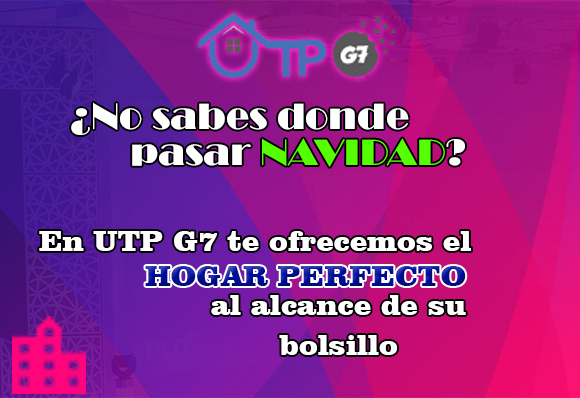 UTP G7
¿No sabes donde
pasar NAVIDAD?
En UTP G7 te ofrecemos el
HOGAR PERFECTO
al alcance de su
bolsillo